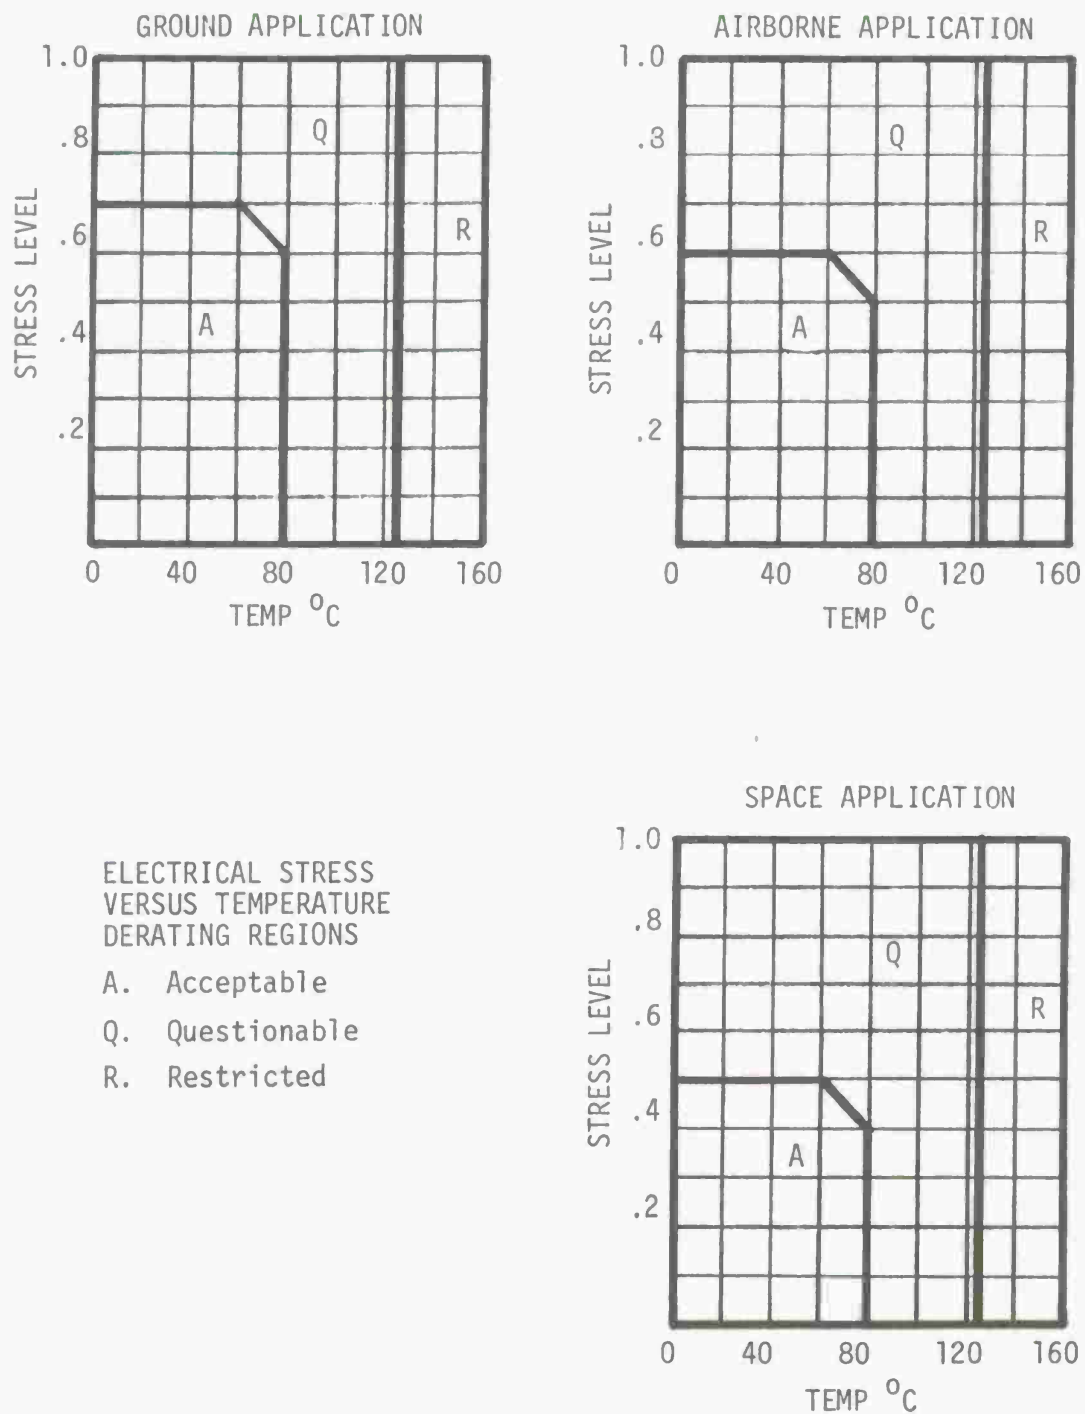 GROUND APPLICATION
1.0
.8
.6
.4
.2
STRESS LEVEL
Q
R
A
0 40 80 120 160
TEMP °C
AIRBORNE APPLICATION
1.0
.3
.6
.4
.2
STRESS LEVEL
Q
R
A
0 40 80 120 160
TEMP °C
ELECTRICAL STRESS
VERSUS TEMPERATURE
DERATING REGIONS
A. Acceptable
Q. Questionable
R. Restricted
SPACE APPLICATION
1.0
.8
.6
.4
.2
STRESS LEVEL
Q
R
A
0 40 80 120 160
TEMP °C